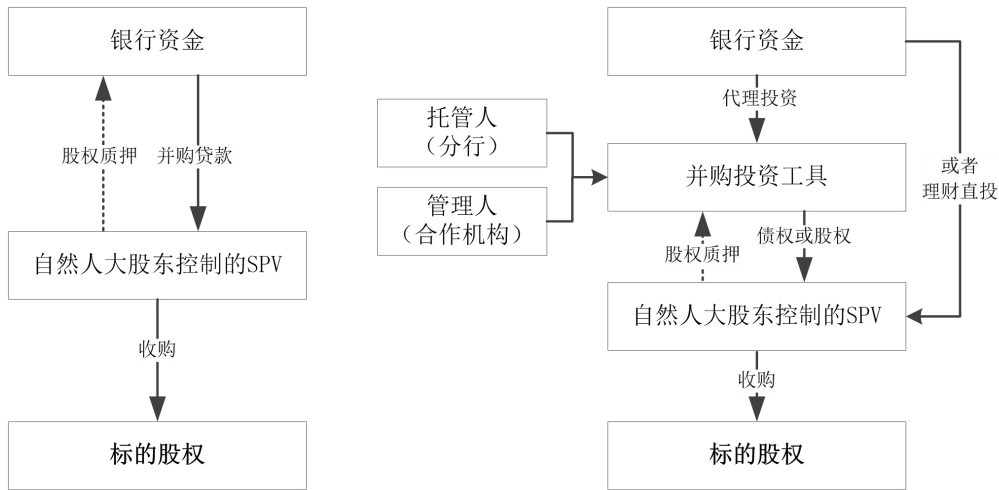 银行资金
股权质押
并购贷款
自然人大股东控制的SPV
收购
标的股权
银行资金
代理投资
托管人
（分行）
管理人
（合作机构）
并购投资工具
或者
理财直投
股权质押
债权或股权
自然人大股东控制的SPV
收购
标的股权